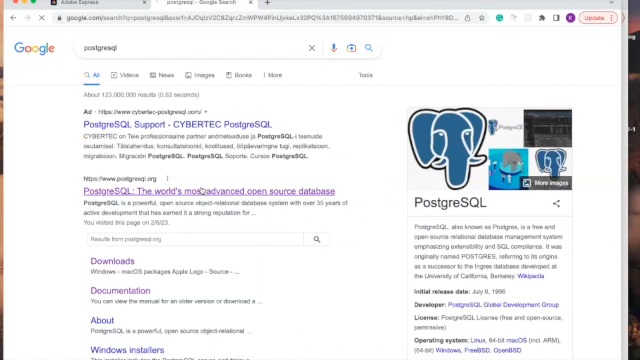 Adobe Express
postgresql - Google Search
Update
Google
postgresql
All
Videos
News
Images
Books
More
Tools
About 123,000,000 results (0.53 seconds)
Ad · https://www.cybertec-postgresql.com/
PostgreSQL Support - CYBERTEC PostgreSQL
CYBERTEC on Teie professionaalne partner andmeteaduse ja PostgreSQL-i teenuste
osutamisel. Täislahendus: konsultatsioonid, koolitused, ööpäevaringne tugi, replikatsioon,
migratsioon. Migración PostgreSQL. PostgreSQL Soporte. Cursos PostgreSQL.
https://www.postgresql.org
PostgreSQL: The world's most advanced open source database
PostgreSQL is a powerful, open source object-relational database system with over 35 years of
active development that has earned it a strong reputation for ...
You visited this page on 2/6/23.
Results from postgresql.org
Downloads
Windows - macOS packages Apple Logo - Source - ...
Documentation
You can view the manual for an older version or download a ...
About
PostgreSQL is a powerful, open source object-relational ...
Windows installers
More images
PostgreSQL
PostgreSQL, also known as Postgres, is a free and
open-source relational database management system
emphasizing extensibility and SQL compliance. It was
originally named POSTGRES, referring to its origins
as a successor to the Ingres database developed at
the University of California, Berkeley. Wikipedia
Initial release date: July 8, 1996
Developer: PostgreSQL Global Development Group
License: PostgreSQL License (free and open-source,
permissive)
Operating system: Linux, 64-bit macOS (incl. ARM),
(64-bit) Windows, FreeBSD, OpenBSD